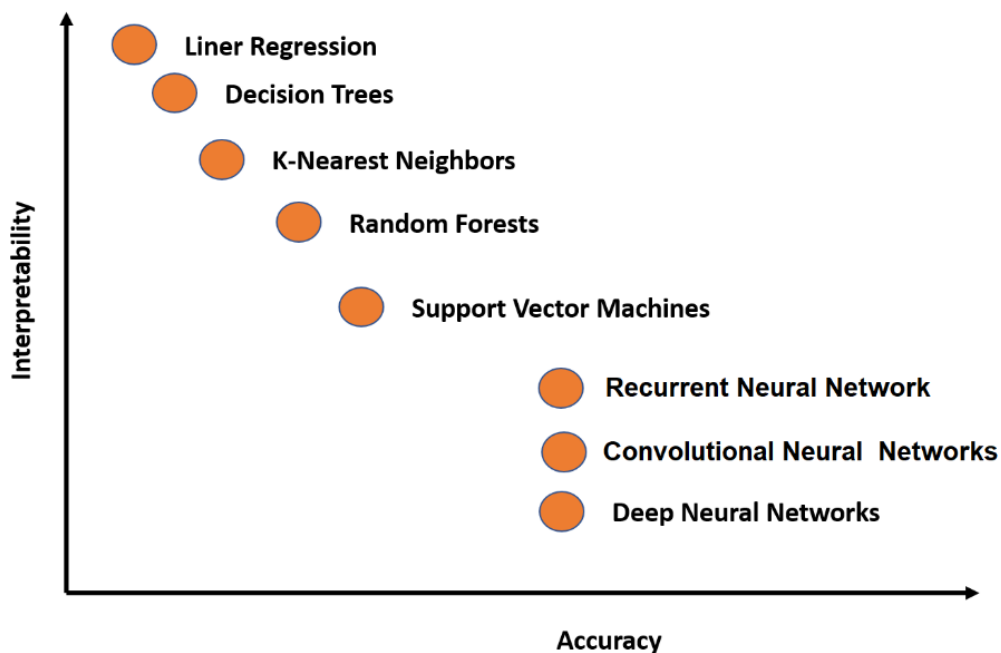 Liner Regression
Decision Trees
K-Nearest Neighbors
Random Forests
Support Vector Machines
Recurrent Neural Network
Convolutional Neural  Networks
Deep Neural Networks
Interpretability
Accuracy